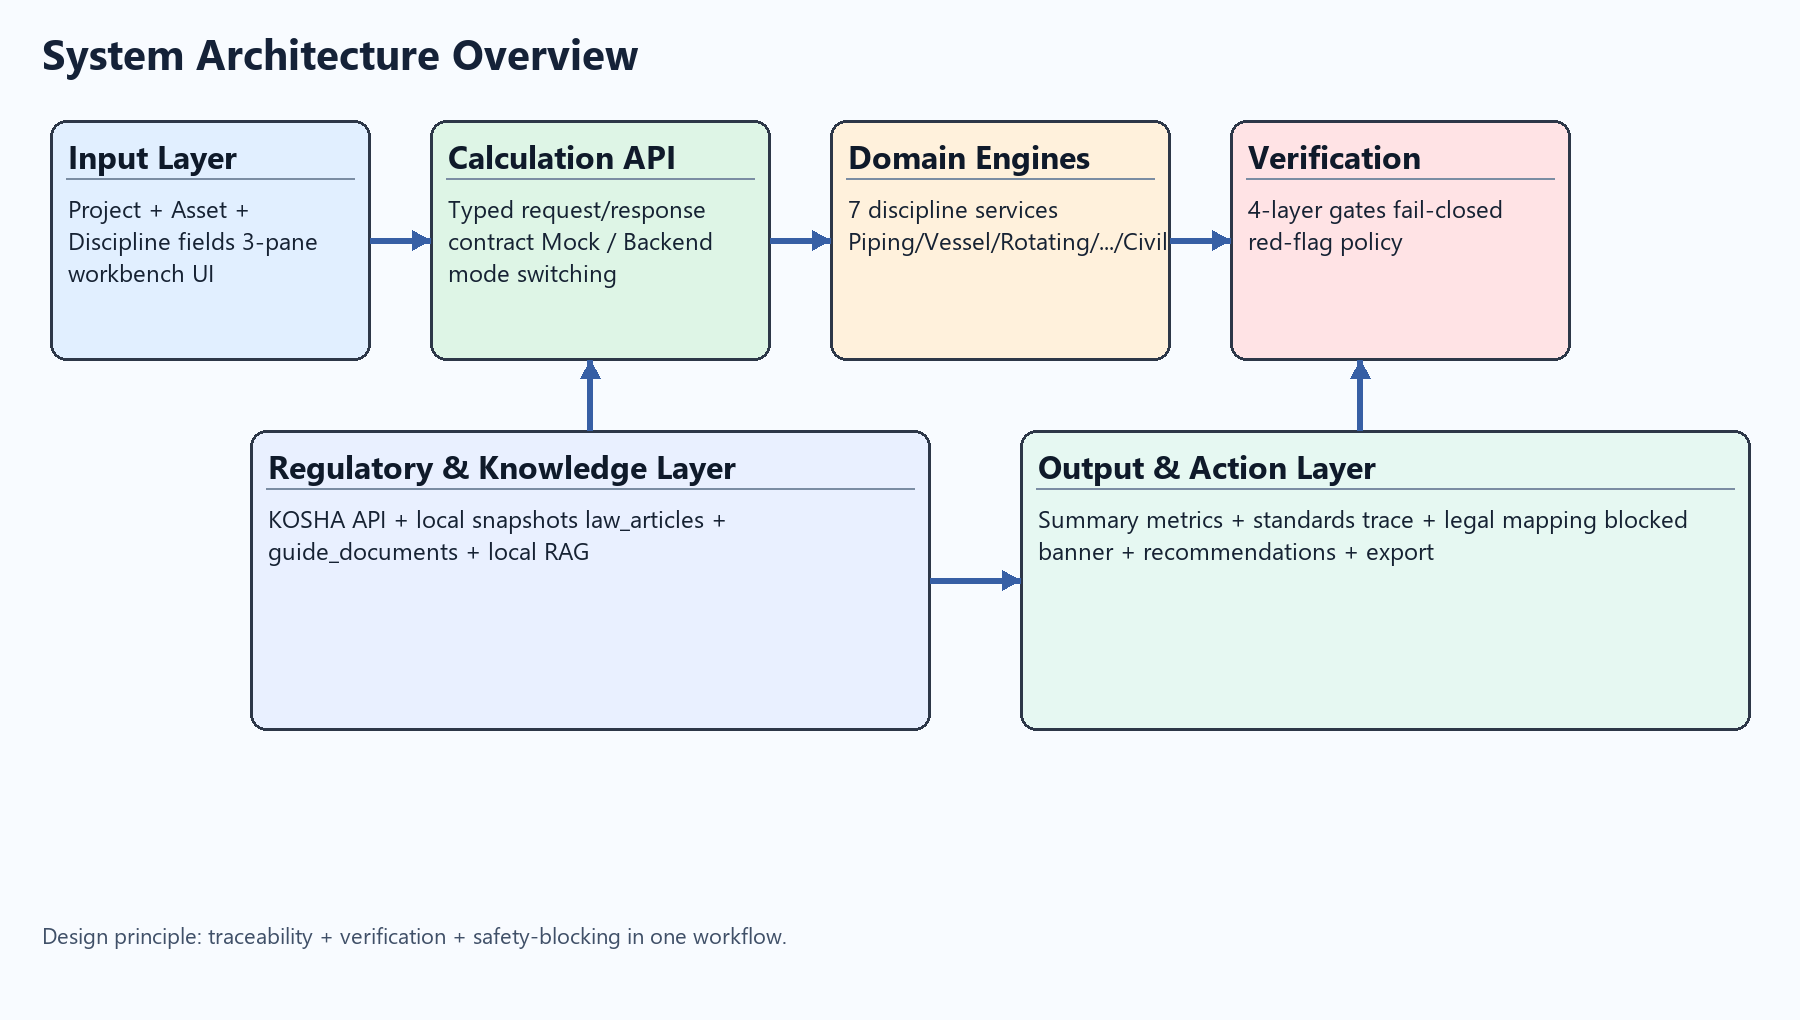 System Architecture Overview
Input Layer
Project + Asset +
Discipline fields 3-pane
workbench UI
Calculation API
Typed request/response
contract Mock / Backend
mode switching
Domain Engines
7 discipline services
Piping/Vessel/Rotating/.../Civil
Verification
4-layer gates fail-closed
red-flag policy
Regulatory & Knowledge Layer
KOSHA API + local snapshots law_articles +
guide_documents + local RAG
Output & Action Layer
Summary metrics + standards trace + legal mapping blocked
banner + recommendations + export
Design principle: traceability + verification + safety-blocking in one workflow.